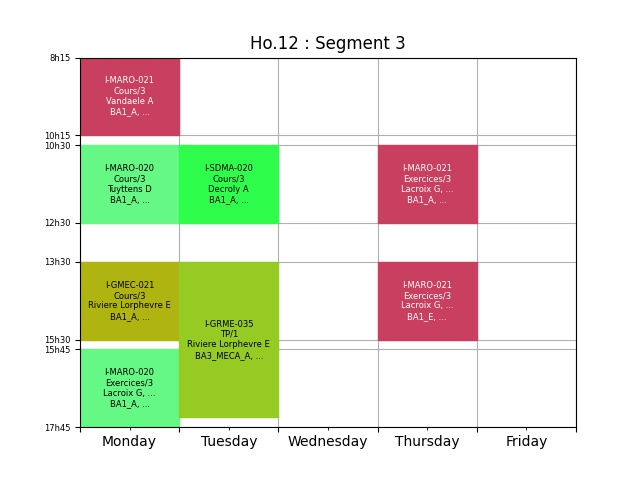 Ho.12 : Segment 3
8h15
10h15
10h30
12h30
13h30
15h30
15h45
17h45
I-MARO-021
Cours/3
Vandaele A
BA1_A, ...
I-MARO-020
Cours/3
Tuyttens D
BA1_A, ...
I-SDMA-020
Cours/3
Decroly A
BA1_A, ...
I-MARO-021
Exercices/3
Lacroix G, ...
BA1_A, ...
I-GMEC-021
Cours/3
Riviere Lorphevre E
BA1_A, ...
I-GRME-035
TP/1
Riviere Lorphevre E
BA3_MECA_A, ...
I-MARO-021
Exercices/3
Lacroix G, ...
BA1_E, ...
I-MARO-020
Exercices/3
Lacroix G, ...
BA1_A, ...
Monday
Tuesday
Wednesday
Thursday
Friday